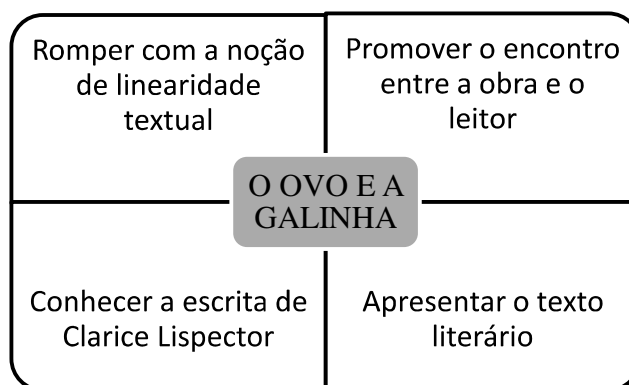 Romper com a noção
de linearidade
textual
Promover o encontro
entre a obra e o
leitor
O OVO E A
GALINHA
Conhecer a escrita de
Clarice Lispector
Apresentar o texto
literário